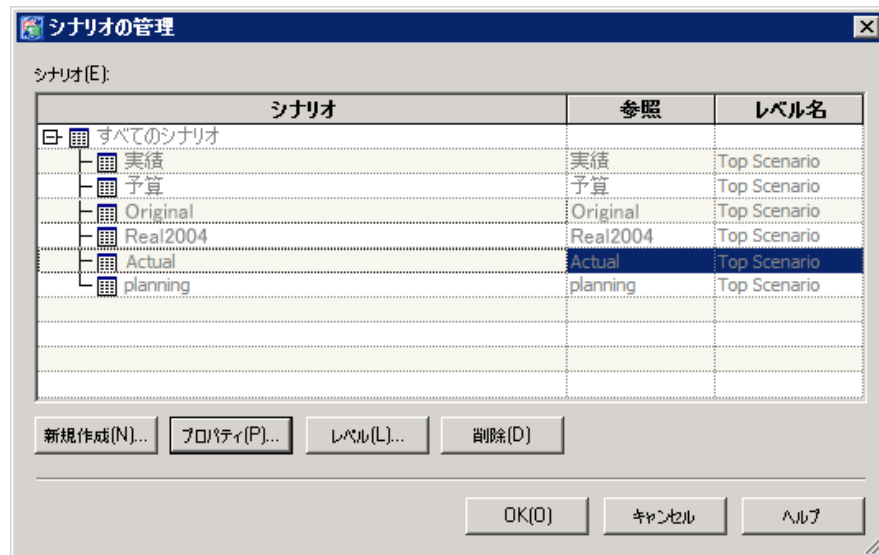 シナリオの管理
シナリオ(E):
シナリオ 参照 レベル名
すべてのシナリオ
実績 実績 Top Scenario
予算 予算 Top Scenario
Original Original Top Scenario
Real2004 Real2004 Top Scenario
Actual Actual Top Scenario
planning planning Top Scenario
新規作成(N)... プロパティ(P)... レベル(L)... 削除(D)
OK(O) キャンセル ヘルプ